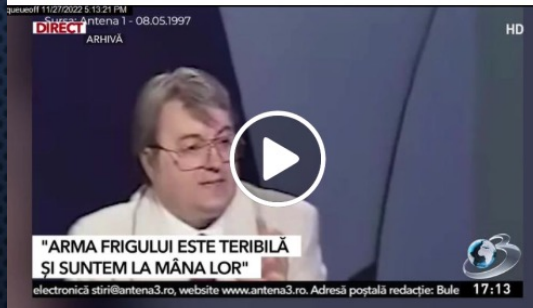 queueoff 11/27/2022 5:13:21 PM
Sursa: Antena 1 - 08.05.1997
DIRECT
HD
ARHIVĂ
"ARMA FRIGULUI ESTE TERIBILĂ
ȘI SUNTEM LA MÂNA LOR"
3
electronică stiri@antena3.ro, website www.antena3.ro. Adresă poștală redacție: Bule
17:13